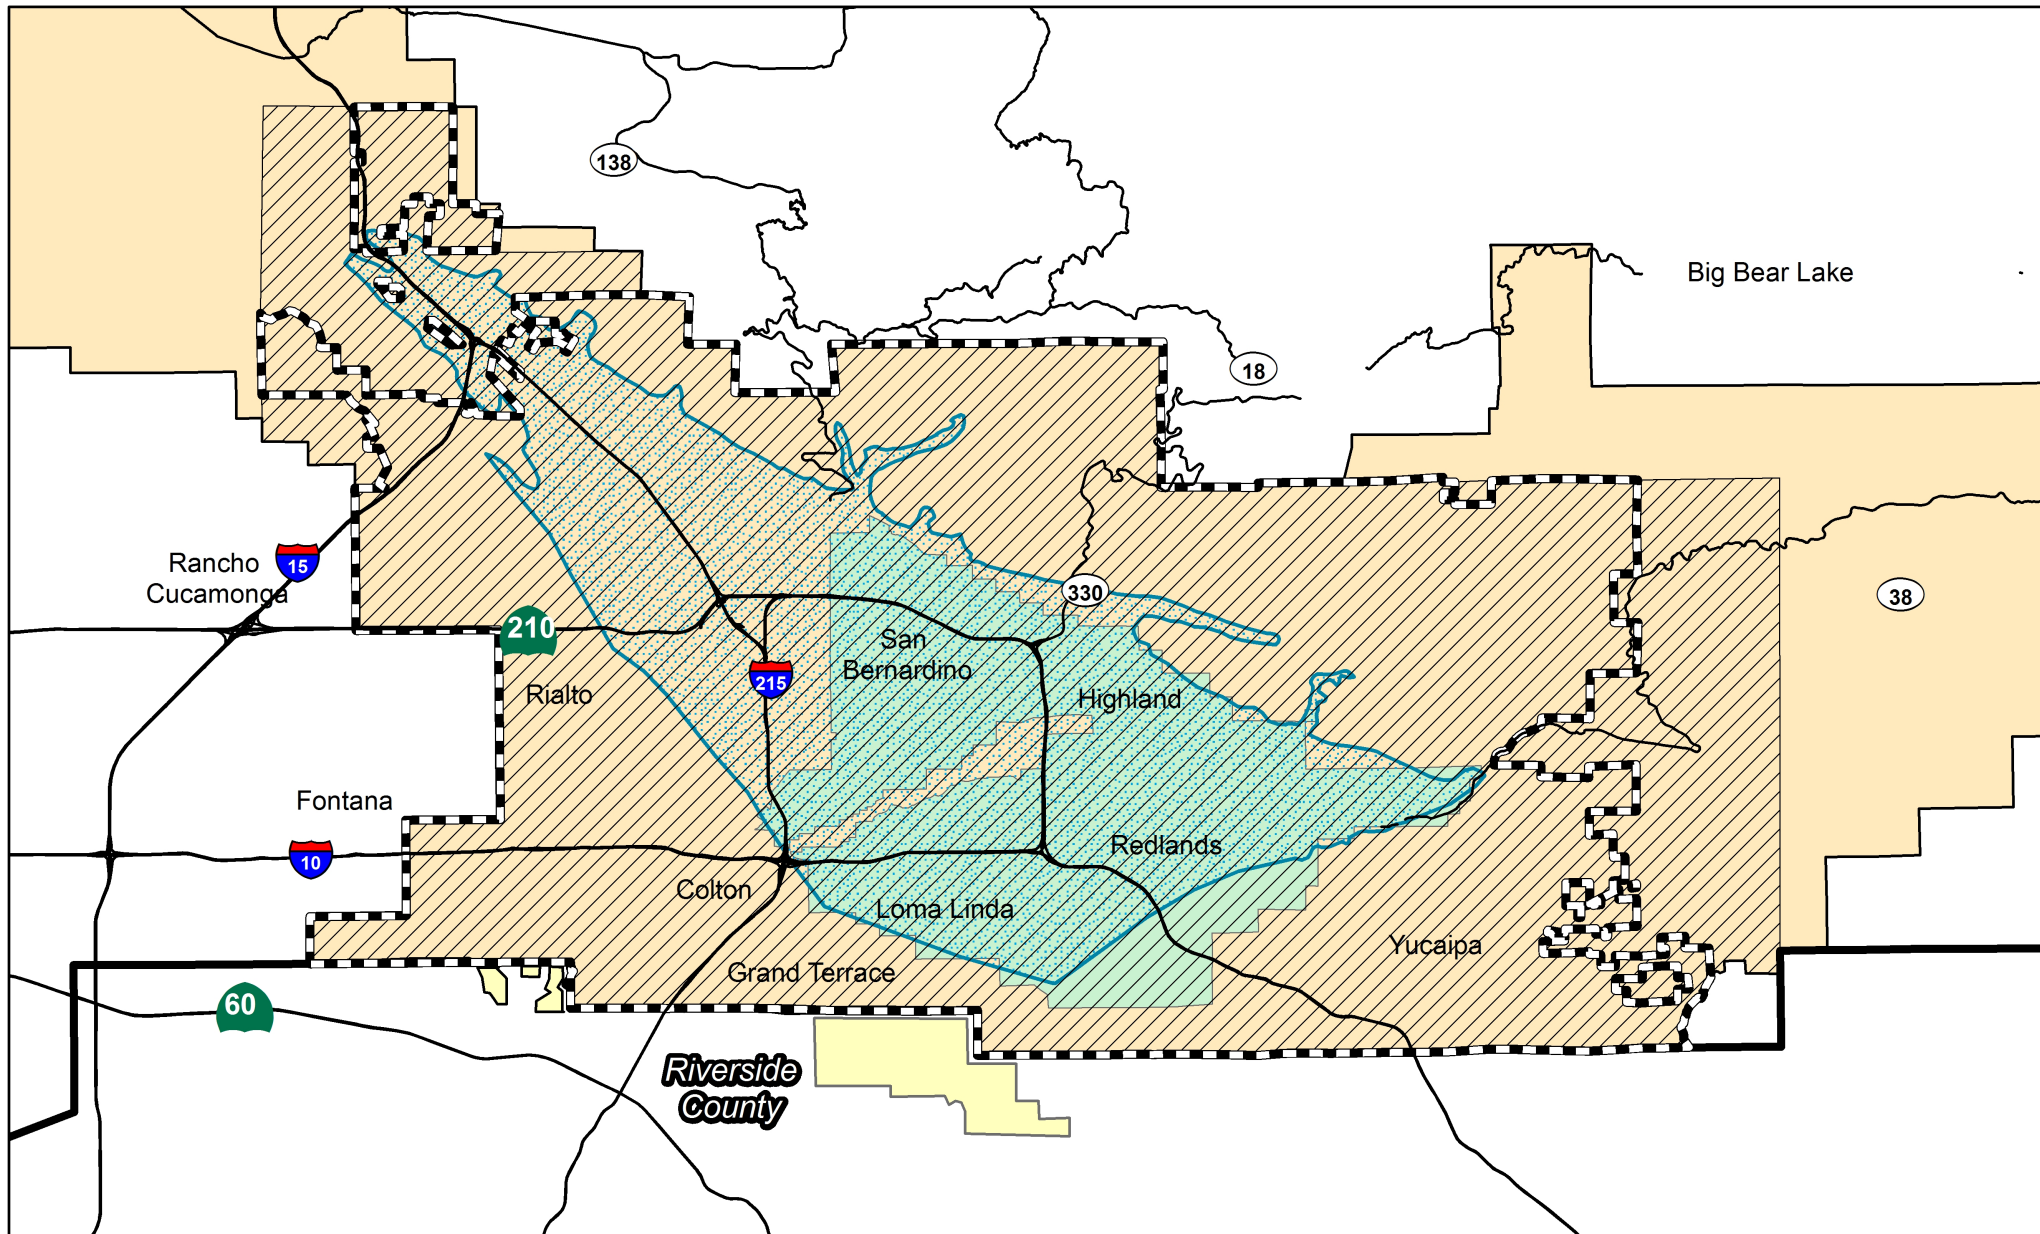 138
Big Bear Lake
18
Rancho
Cucamonga
15
330
38
210
San
Bernardino
215
Rialto
Highland
Fontana
10
Redlands
Colton
Loma Linda
Yucaipa
Grand Terrace
60
Riverside
County